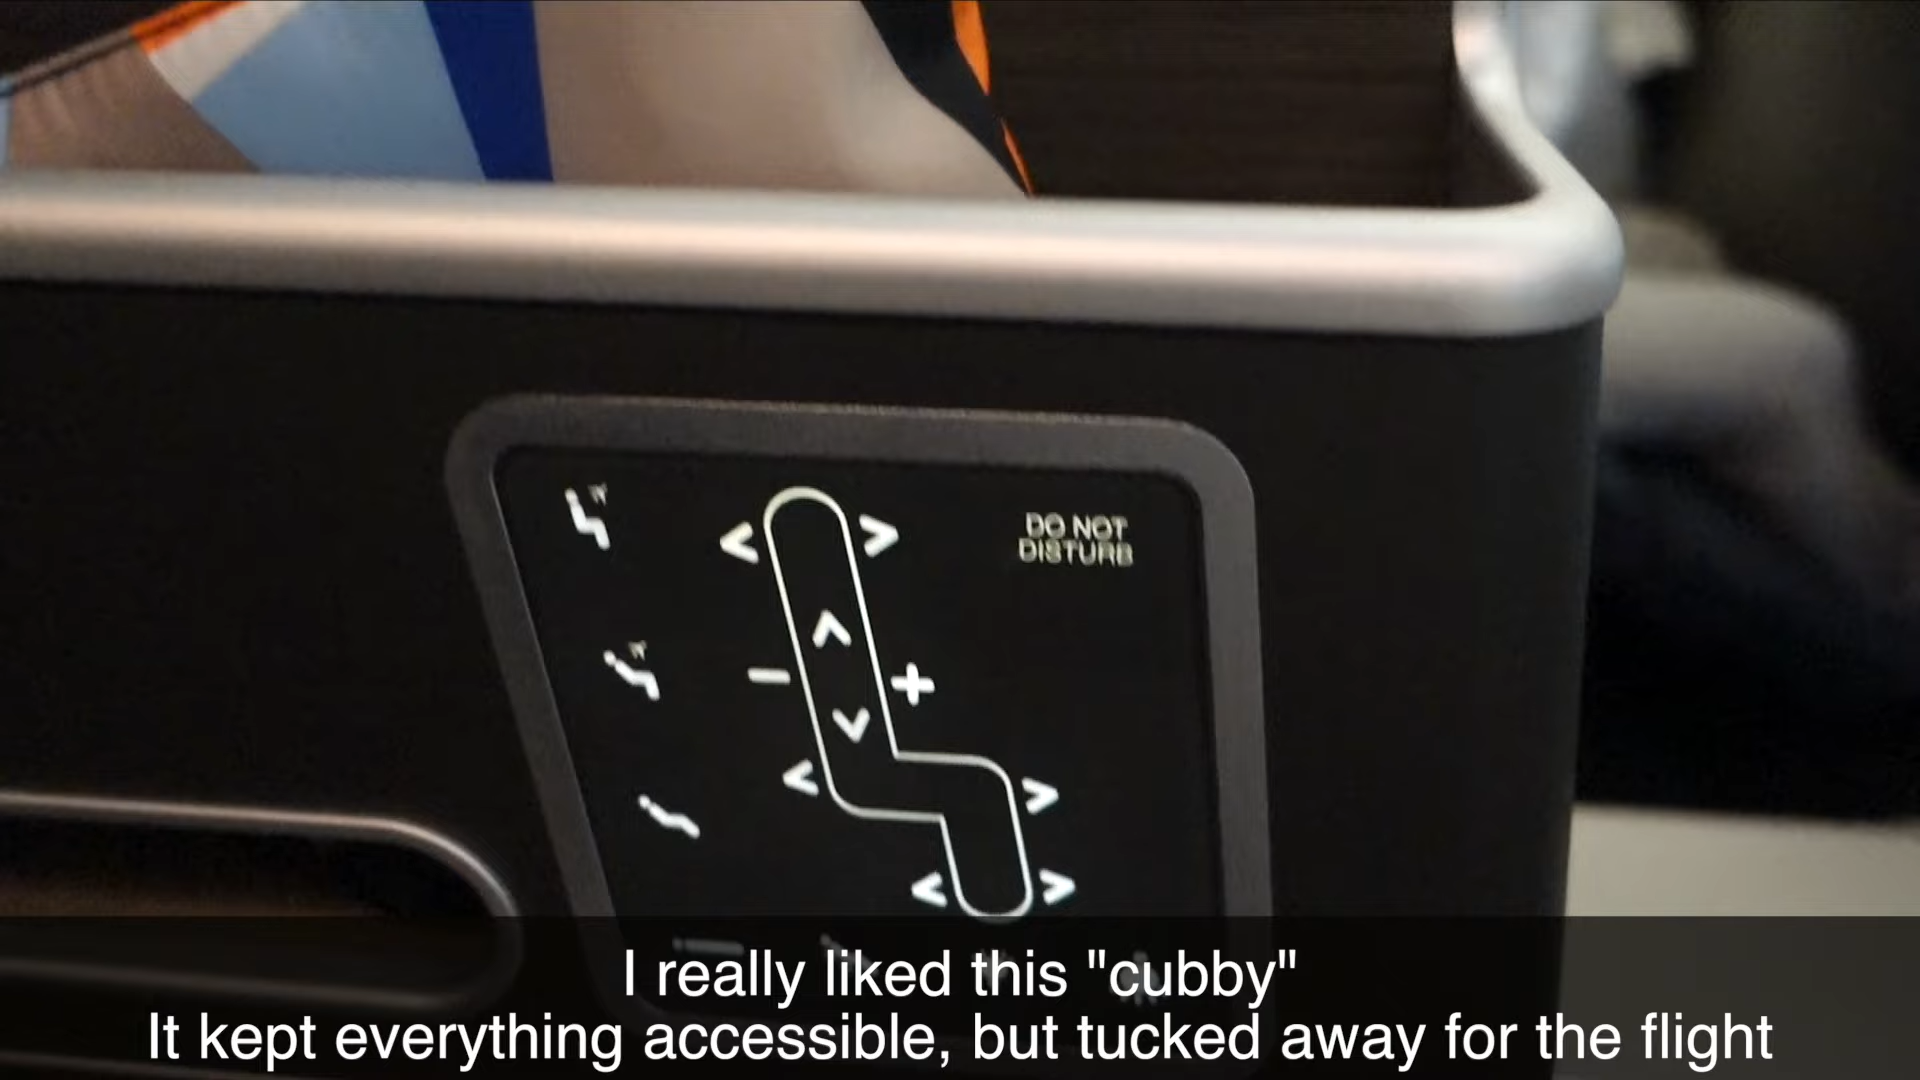 DO NOT
DISTURB
I really liked this "cubby"
It kept everything accessible, but tucked away for the flight